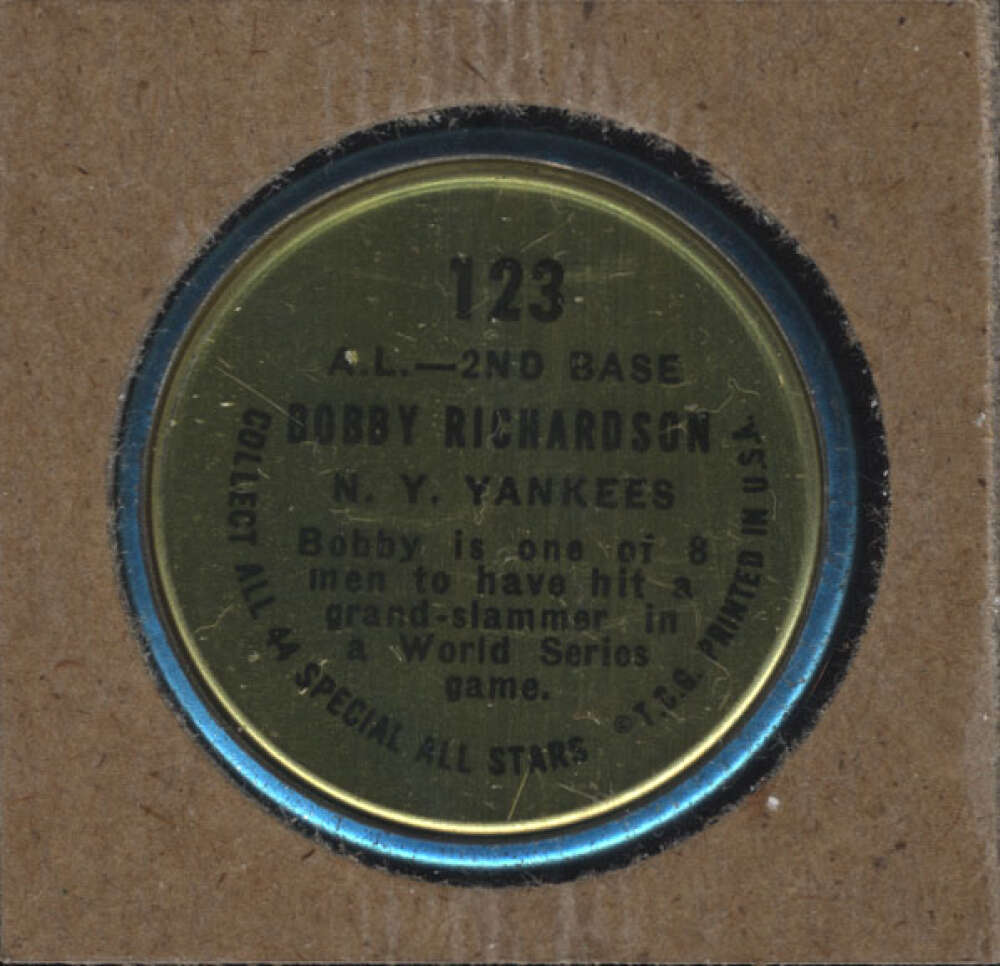 123
A.L.—2ND BASE
BOBBY RICHARDSON
N. Y. YANKEES
Bobby is one of 8
men to have hit a
grand-slammer in
a World Series
game.
COLLECT ALL 44 SPECIAL ALL STARS
©T.C.G. PRINTED IN U.S.A.